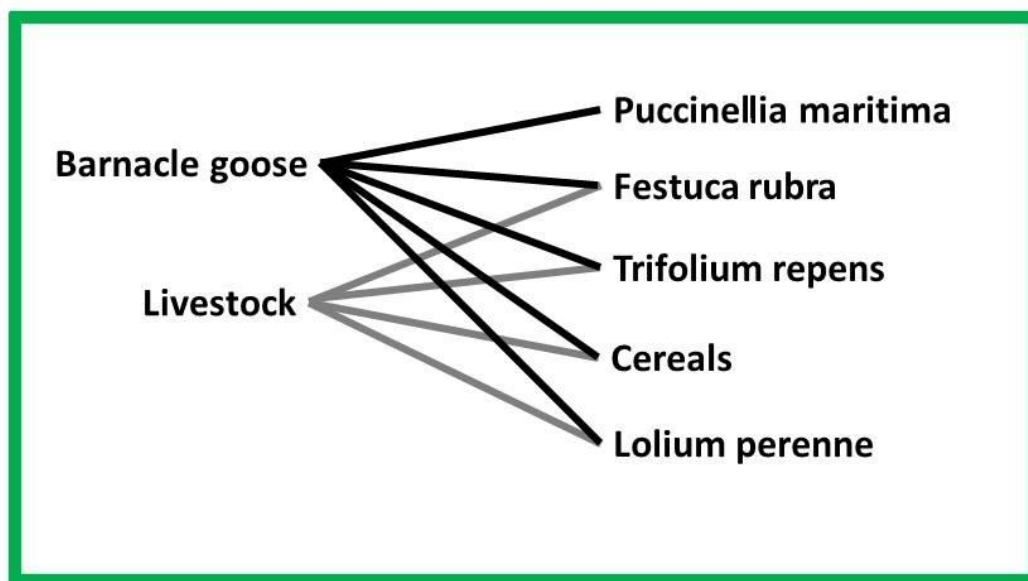 Barnacle goose
Livestock
Puccinellia maritima
Festuca rubra
Trifolium repens
Cereals
Lolium perenne